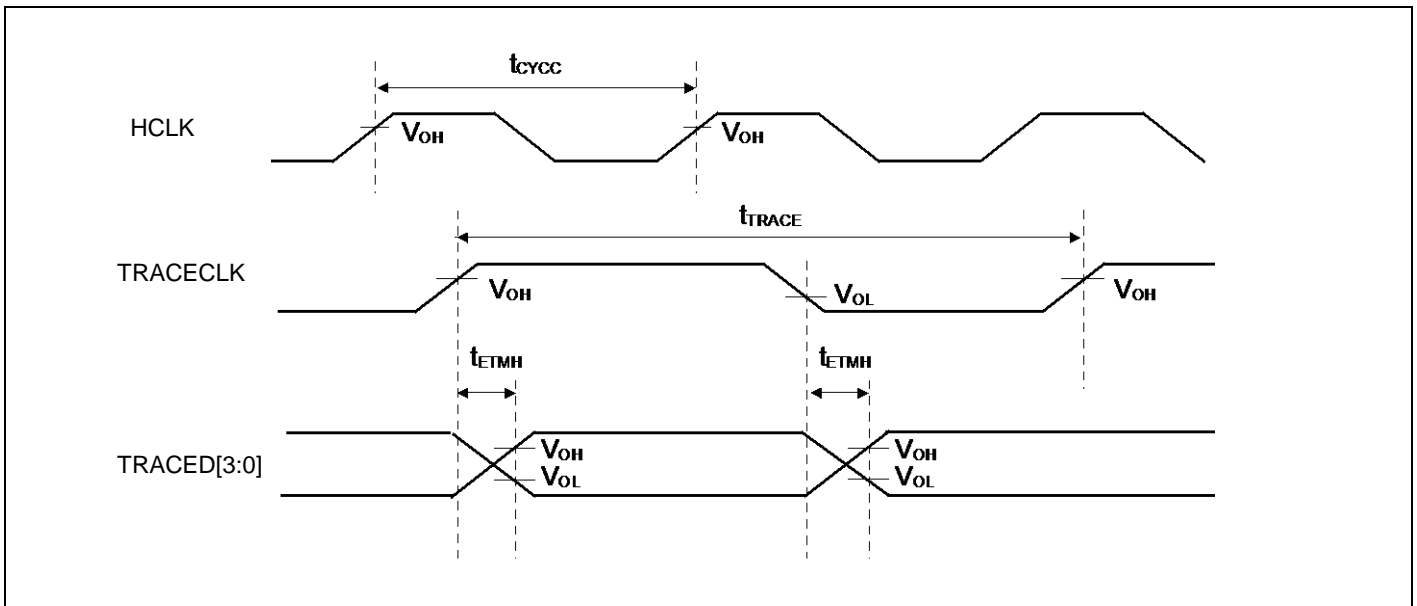 tCYCC
HCLK
VOH
VOH
tTRACE
TRACECLK
VOH
VOL
VOH
tETMH
tETMH
TRACED[3:0]
VOH
VOL
VOH
VOL